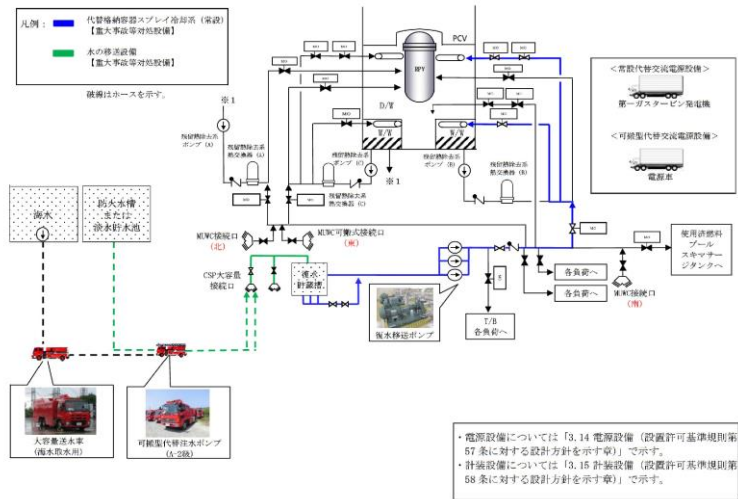 凡例：
代替格納容器スプレイ冷却系（常設）
【重大事故等対処設備】
水の移送設備
【重大事故等対処設備】
破線はホースを示す。
※1
PCV
RPV
D/W
W/W
W/W
※1
残留熱除去系
ポンプ (A)
残留熱除去系
熱交換器 (A)
残留熱除去系
ポンプ (C)
残留熱除去系
熱交換器 (C)
残留熱除去系
ポンプ (B)
残留熱除去系
熱交換器 (B)
＜常設代替交流電源設備＞
第一ガスタービン発電機
＜可搬型代替交流電源設備＞
電源車
海水
防火水槽
または
淡水貯水池
MUWC接続口
(北)
MUWC可搬式接続口
(東)
CSP大容量
接続口
復水
貯蔵槽
復水移送ポンプ
T/B
各負荷へ
各負荷へ
各負荷へ
MUWC接続口
(南)
使用済燃料
プール
スキマサー
ジタンクへ
大容量送水車
(海水取水用)
可搬型代替注水ポンプ
(A-2級)
・電源設備については「3.14 電源設備（設置許可基準規則第
57 条に対する設計方針を示す章）」で示す。
・計装設備については「3.15 計装設備（設置許可基準規則第
58 条に対する設計方針を示す章）」で示す。